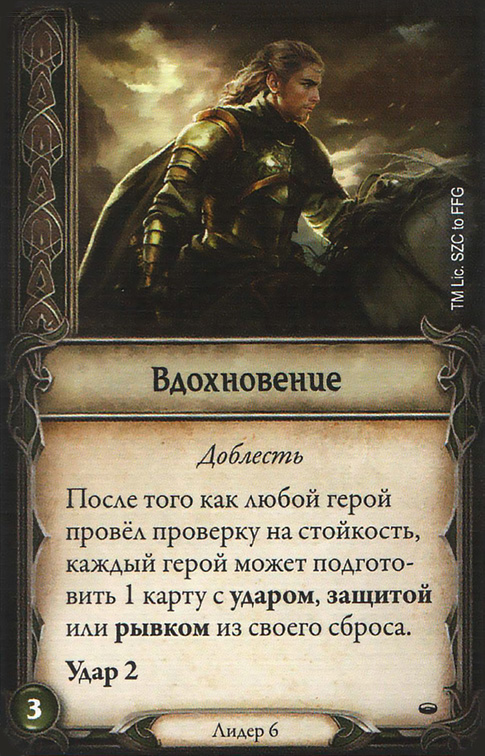 TM Lic. SZC to FFG
Вдохновение
Доблесть
После того как любой герой
провёл проверку на стойкость,
каждый герой может подгото-
вить 1 карту с ударом, защитой
или рывком из своего сброса.
Удар 2
3
Лидер 6